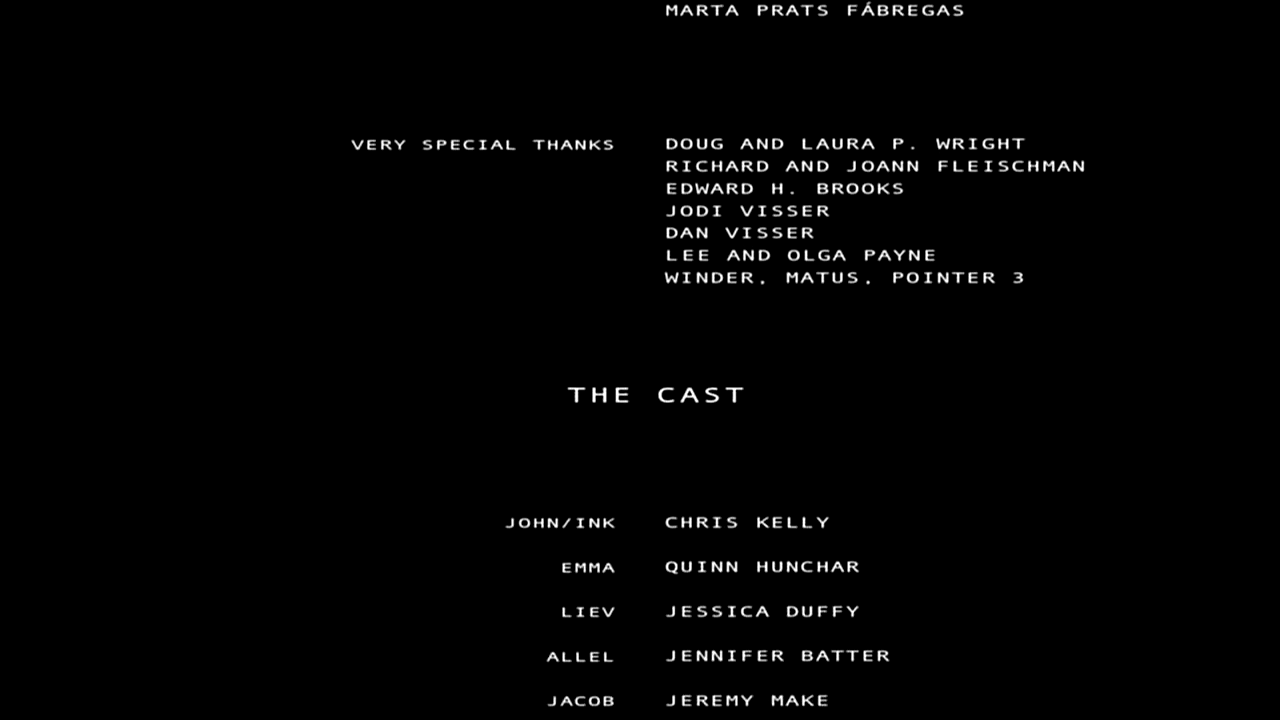 MARTA PRATS FÁBREGAS
VERY SPECIAL THANKS DOUG AND LAURA P. WRIGHT
RICHARD AND JOANN FLEISCHMAN
EDWARD H. BROOKS
JODI VISSER
DAN VISSER
LEE AND OLGA PAYNE
WINDER, MATUS, POINTER 3
THE CAST
JOHN/INK CHRIS KELLY
EMMA QUINN HUNCHAR
LIEV JESSICA DUFFY
ALLEL JENNIFER BATTER
JACOB JEREMY MAKE